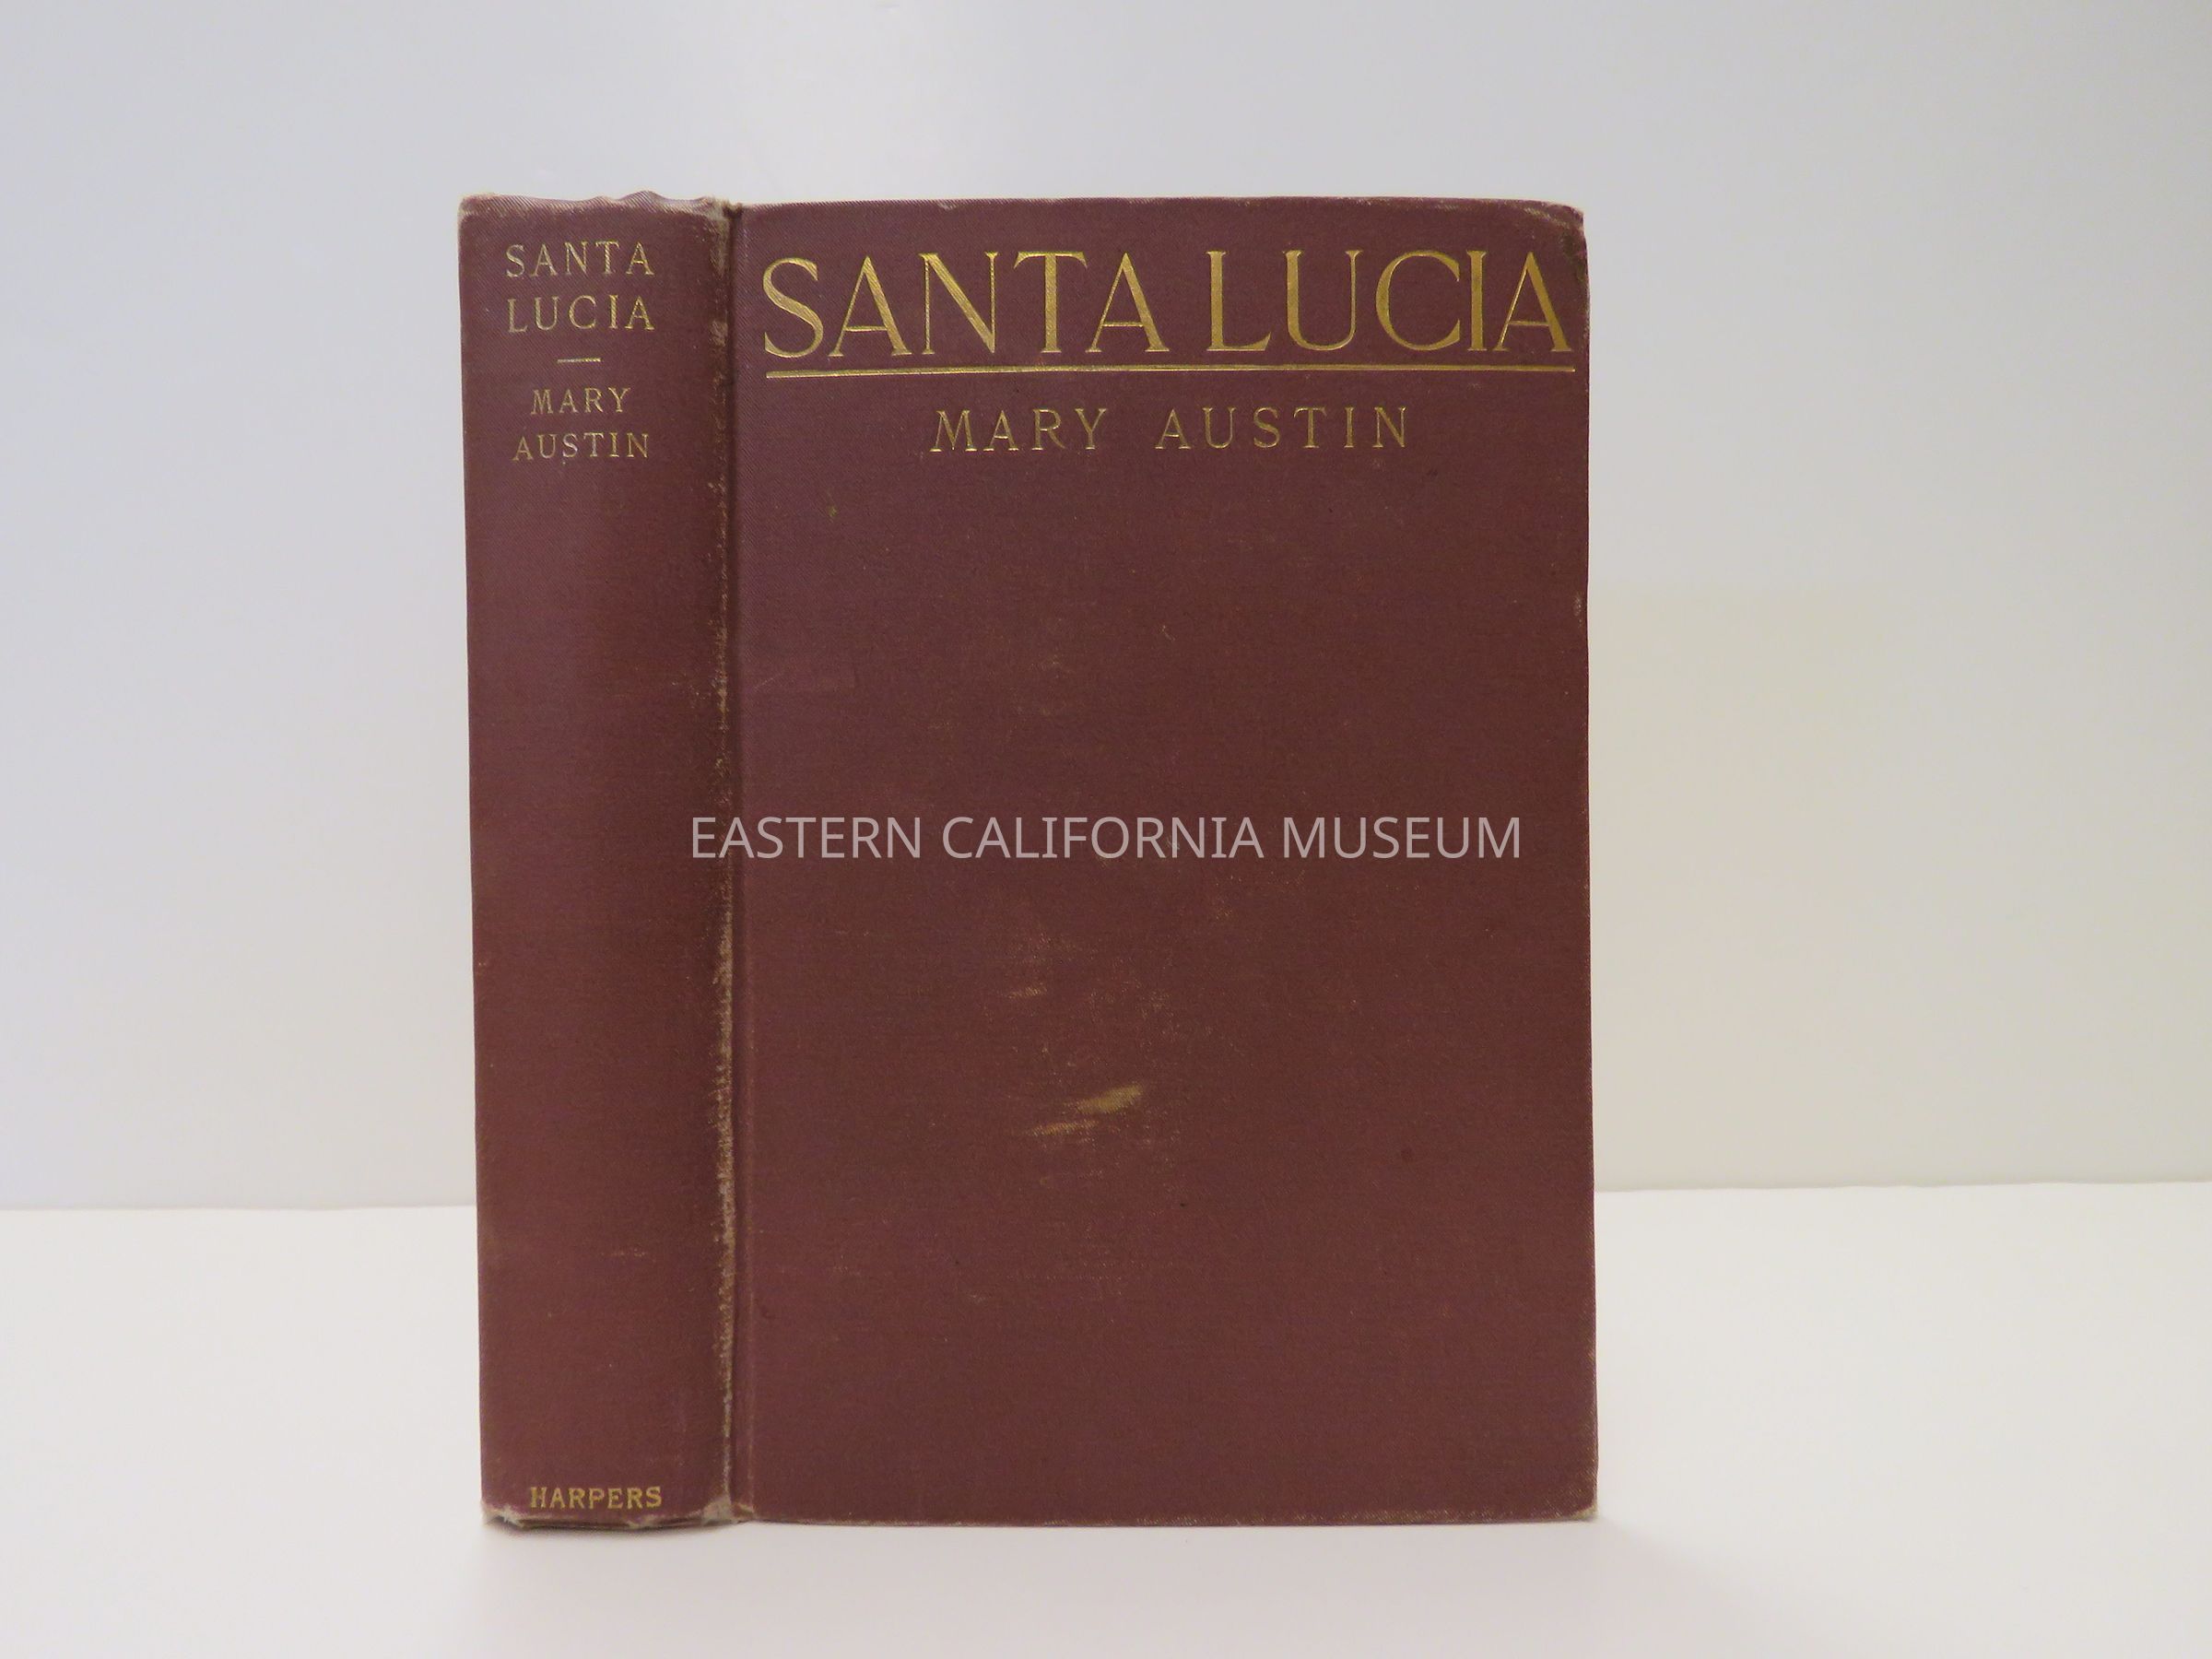 SANTA
LUCIA
MARY
AUSTIN
HARPERS
SANTA LUCIA
MARY AUSTIN
EASTERN CALIFORNIA MUSEUM